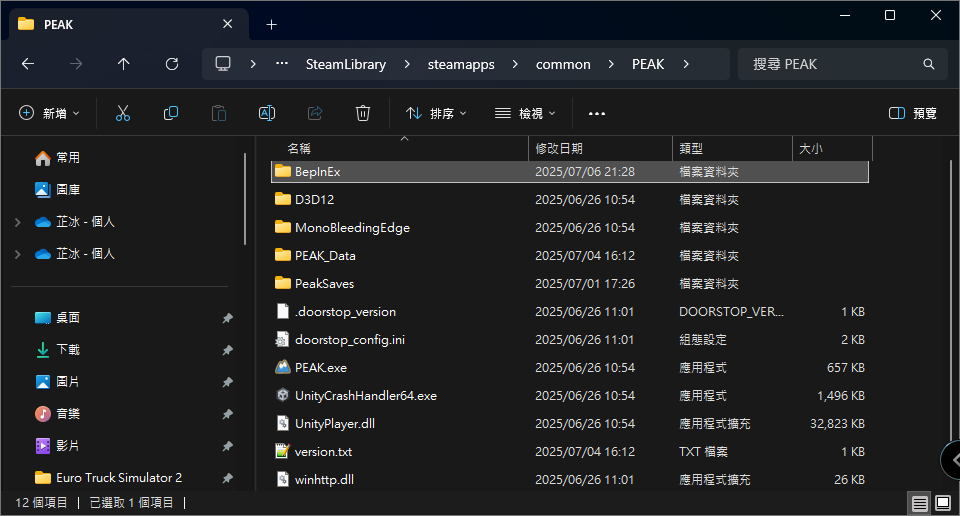 PEAK
SteamLibrary steamapps common PEAK 搜尋 PEAK
新增 排序 檢視 預覽
名稱 修改日期 類型 大小
常用
圖庫
芷冰 - 個人
芷冰 - 個人
桌面
下載
圖片
音樂
影片
Euro Truck Simulator 2
BepInEx 2025/07/06 21:28 檔案資料夾
D3D12 2025/06/26 10:54 檔案資料夾
MonoBleedingEdge 2025/06/26 10:54 檔案資料夾
PEAK_Data 2025/07/04 16:12 檔案資料夾
PeakSaves 2025/07/01 17:26 檔案資料夾
.doorstop_version 2025/06/26 11:01 DOORSTOP_VER... 1 KB
doorstop_config.ini 2025/06/26 11:01 組態設定 2 KB
PEAK.exe 2025/06/26 10:54 應用程式 657 KB
UnityCrashHandler64.exe 2025/06/26 10:54 應用程式 1,496 KB
UnityPlayer.dll 2025/06/26 10:54 應用程式擴充 32,823 KB
version.txt 2025/07/04 16:12 TXT 檔案 1 KB
winhttp.dll 2025/06/26 11:01 應用程式擴充 26 KB
12 個項目 已選取 1 個項目